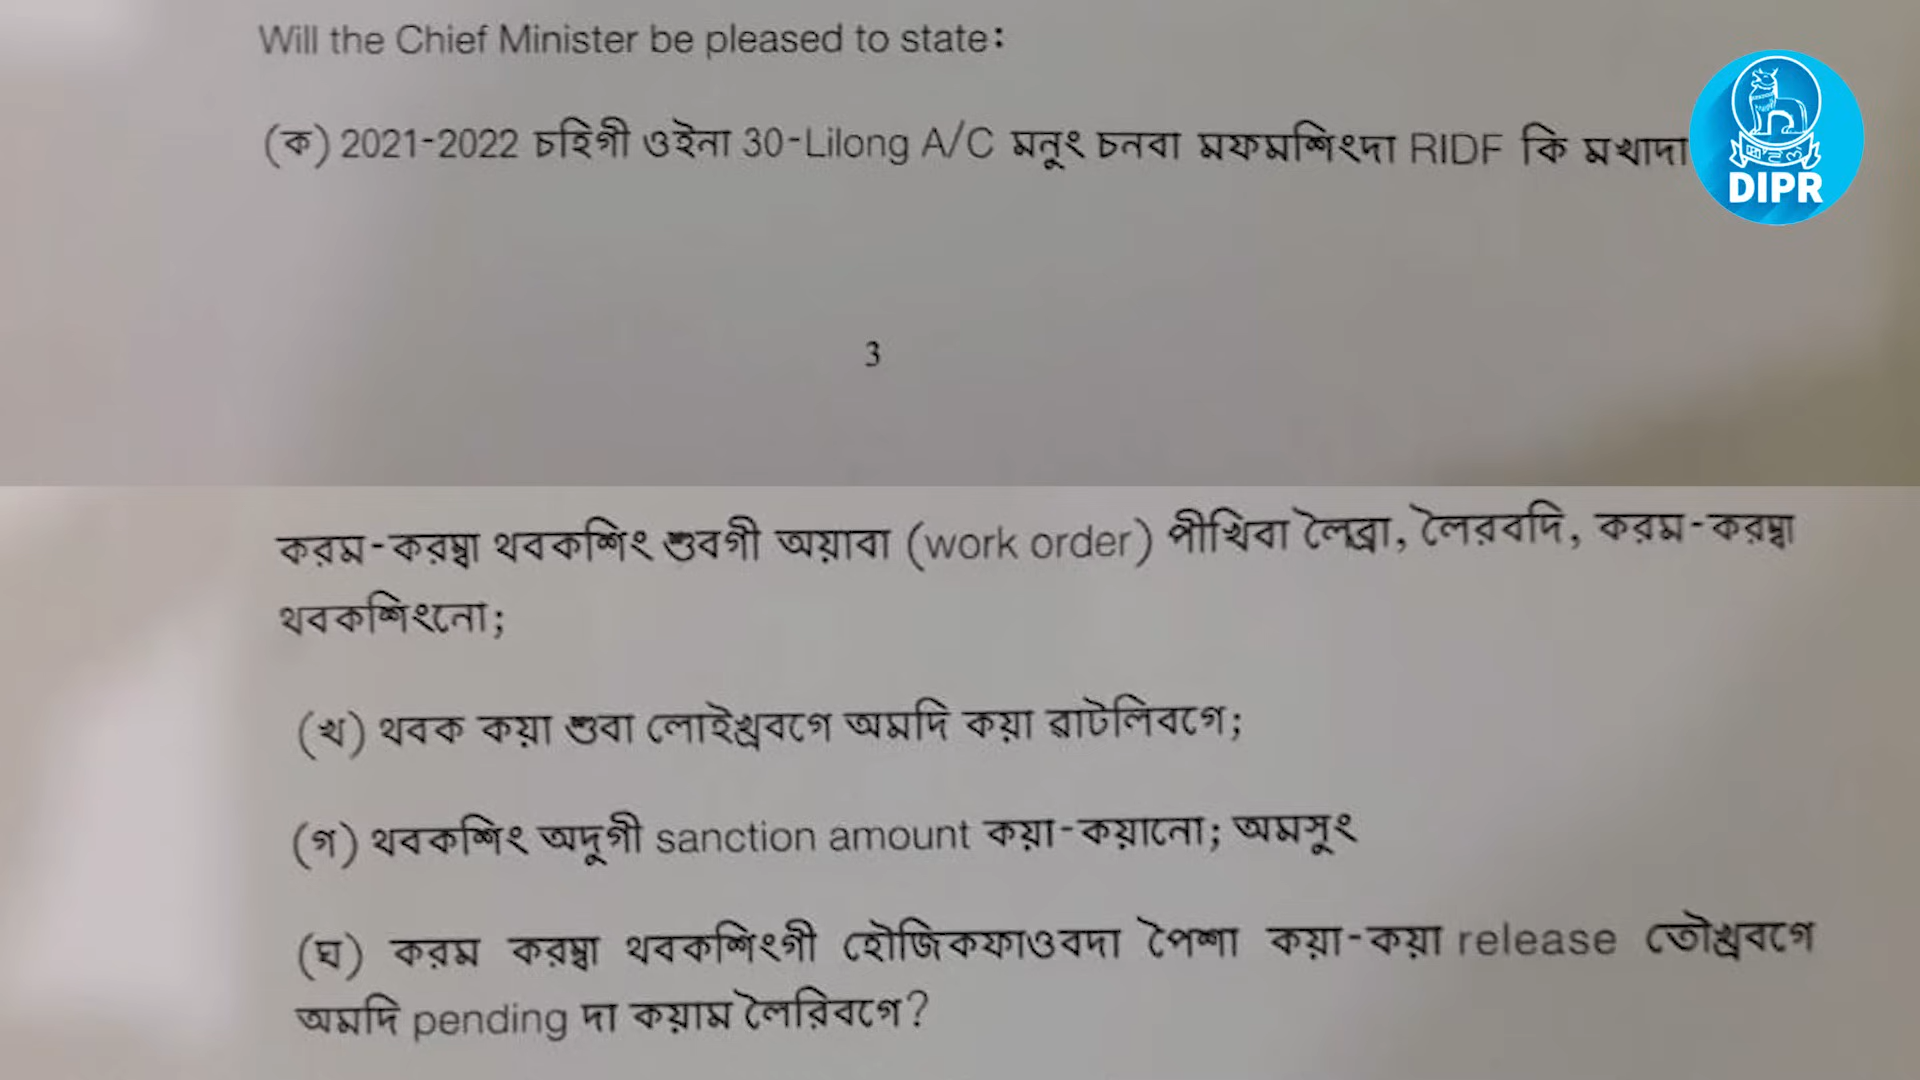 Will the Chief Minister be pleased to state:
(ক) 2021-2022 চহিগী ওইনা 30-Lilong A/C মনুং চনবা মফমশিংদা RIDF কি মখাদা
DIPR
3
করম-করম্বা থবকশিং শুবগী অয়াবা (work order) পীখিবা লৈব্রা, লৈরবদি, করম-করম্বা
থবকশিংনো;
(খ) থবক কয়া শুবা লোইখ্রবগে অমদি কয়া ৱাটলিবগে;
(গ) থবকশিং অদুগী sanction amount কয়া-কয়ানো; অমসুং
(ঘ) করম করম্বা থবকশিংগী হৌজিকফাওবদা পৈশা কয়া-কয়া release তৌখ্রবগে
অমদি pending দা কয়াম লৈরিবগে?